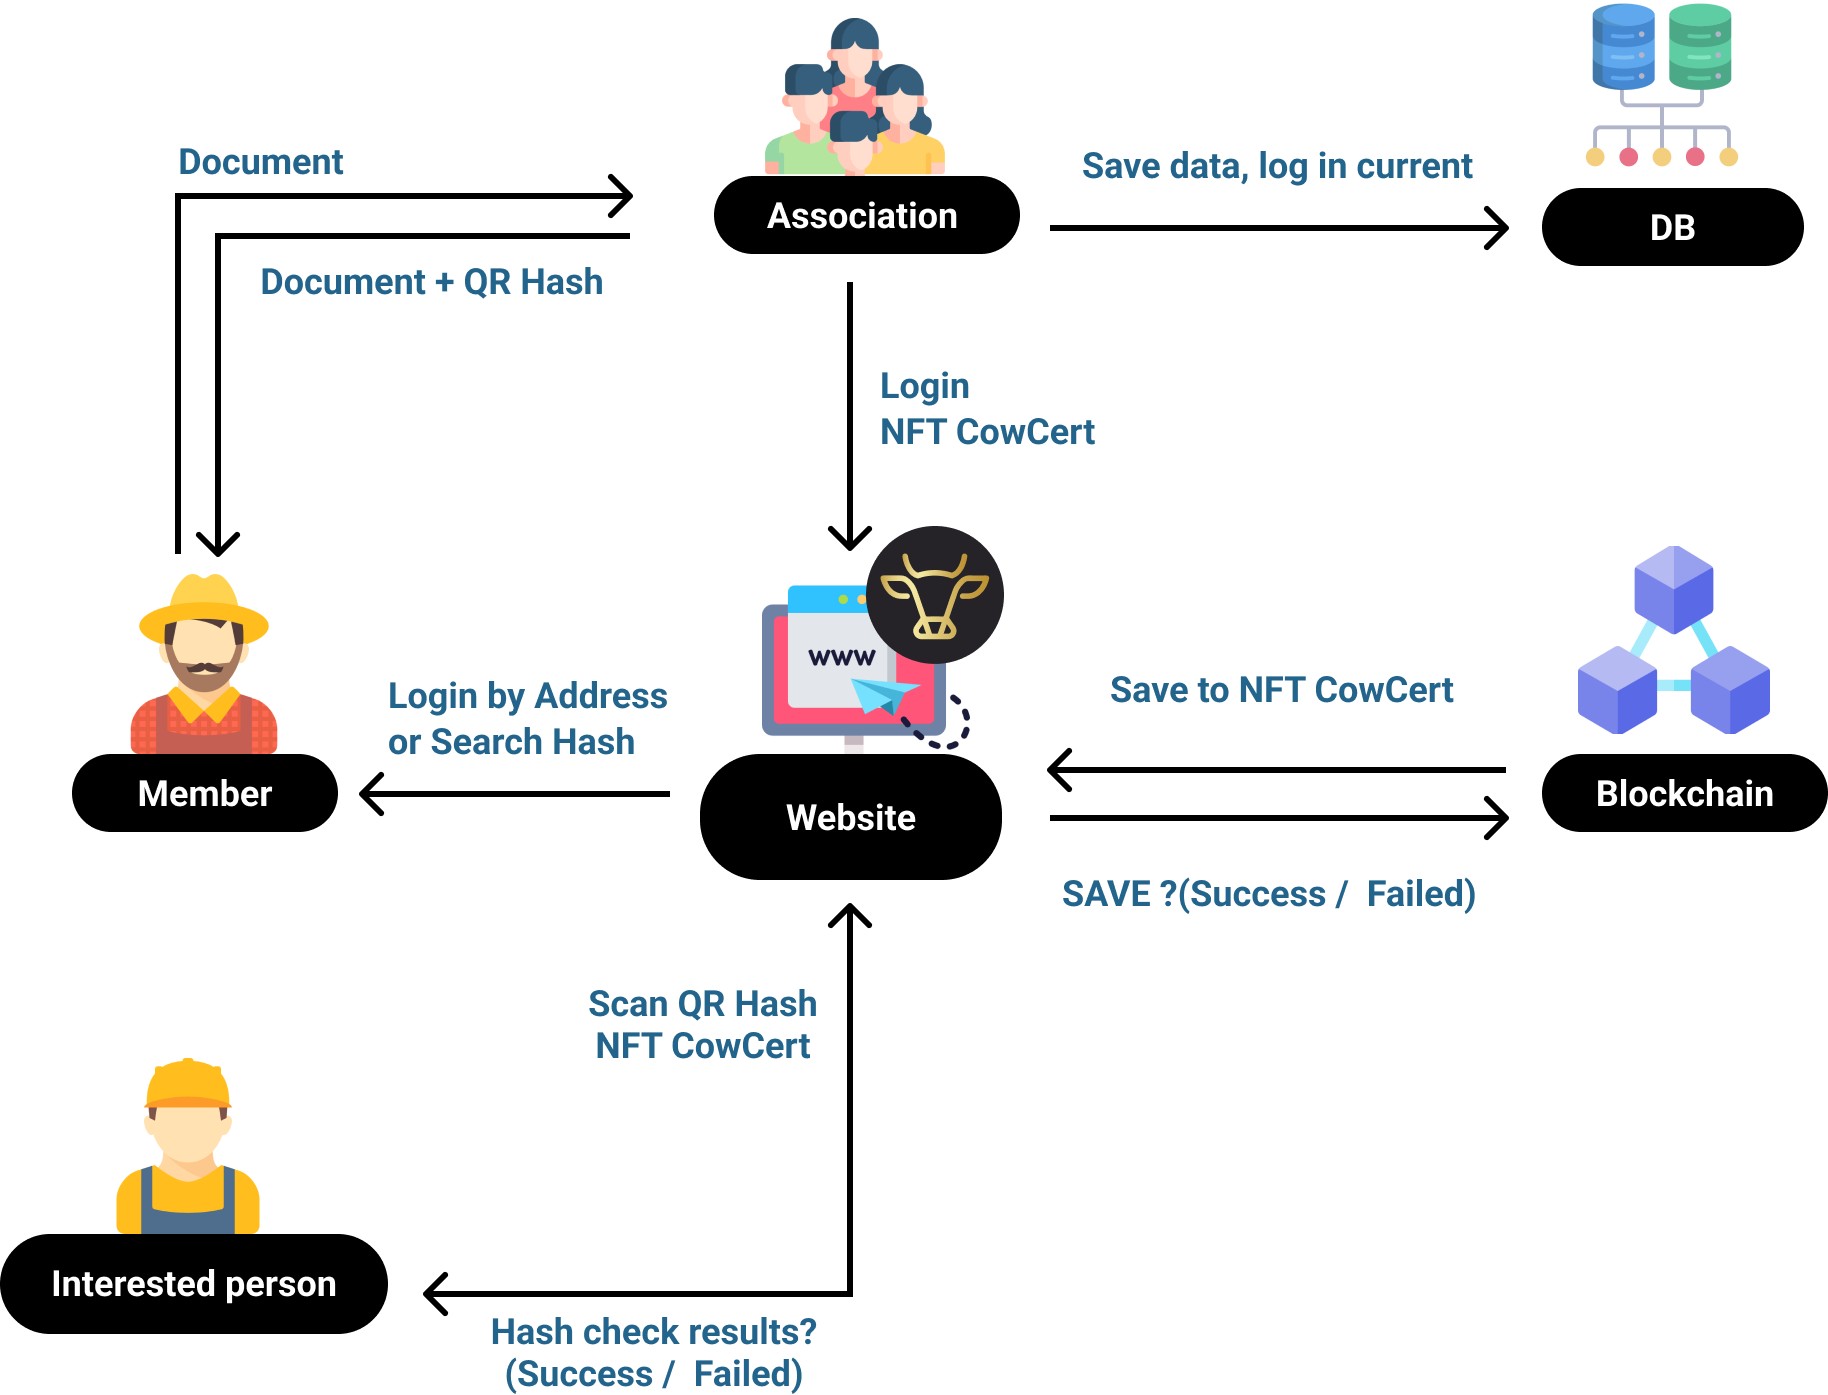 Document
Document + QR Hash
Association
Save data, log in current
DB
Login
NFT CowCert
www
Member
Login by Address
or Search Hash
Website
Save to NFT CowCert
Blockchain
SAVE ?(Success /  Failed)
Scan QR Hash
NFT CowCert
Interested person
Hash check results?
(Success /  Failed)